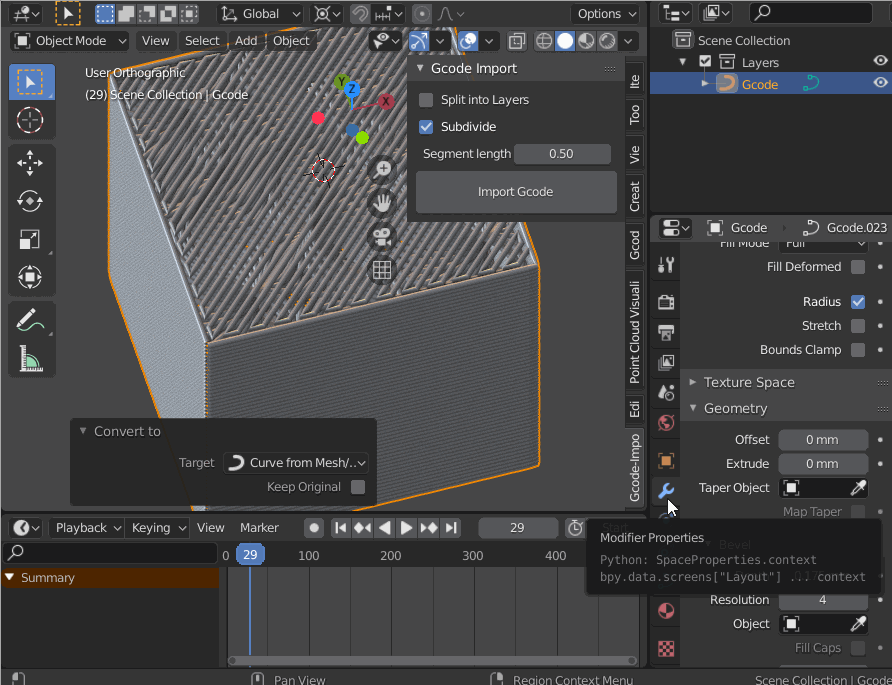 Global
Options
Object Mode
View
Select
Add
Object
User Orthographic
(29) Scene Collection | Gcode
Y
Z
X
Gcode Import
Split into Layers
Subdivide
Segment length
0.50
Import Gcode
Ite
Too
Vie
Creat
Gcod
Point Cloud Visuali
Edi
Gcode-Impo
Convert to
Target
Curve from Mesh/..
Keep Original
Scene Collection
Layers
Gcode
Gcode
Gcode.023
Fill Mode
Full
Fill Deformed
Radius
Stretch
Bounds Clamp
Texture Space
Geometry
Offset
0 mm
Extrude
0 mm
Taper Object
Map Taper
Bevel
Modifier Properties
Python: SpaceProperties.context
bpy.data.screens["Layout"] ... context
Resolution
4
Object
Fill Caps
Playback
Keying
View
Marker
29
Start
0
29
100
200
300
400
Summary
Pan View
Region Context Menu
Scene Collection | Gcode